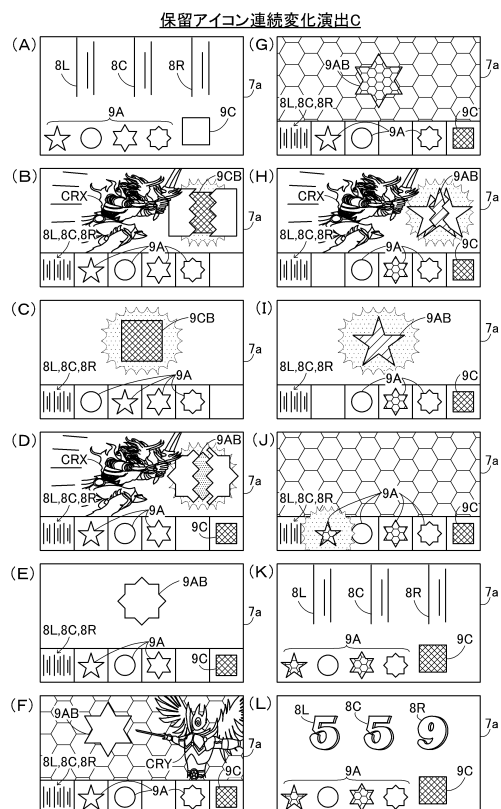 保留アイコン連続変化演出C
(A)
8L 8C 8R
7a
9A
9C
(B)
CRX
9CB
7a
8L,8C,8R
9A
(C)
9CB
7a
8L,8C,8R
9A
(D)
CRX
9AB
7a
8L,8C,8R
9A
9C
(E)
9AB
7a
8L,8C,8R
9A
9C
(F)
9AB
7a
8L,8C,8R
CRY
9A
9C
(G)
9AB
7a
8L,8C,8R
9C
9A
(H)
9AB
CRX
7a
9C
8L,8C,8R
9A
(I)
9AB
7a
8L,8C,8R
9C
9A
(J)
7a
9A
9C
8L,8C,8R
(K)
8L 8C 8R
7a
9A
9C
(L)
8L 8C 8R
5 5 9
7a
9A
9C